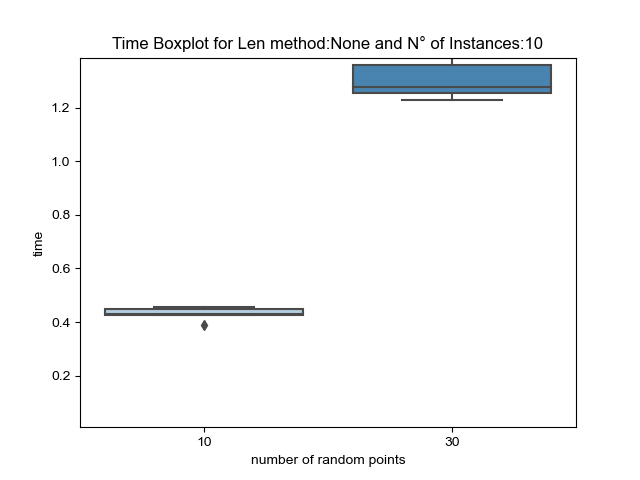 Time Boxplot for Len method:None and N° of Instances:10
1.2
1.0
0.8
0.6
0.4
0.2
time
10
30
number of random points